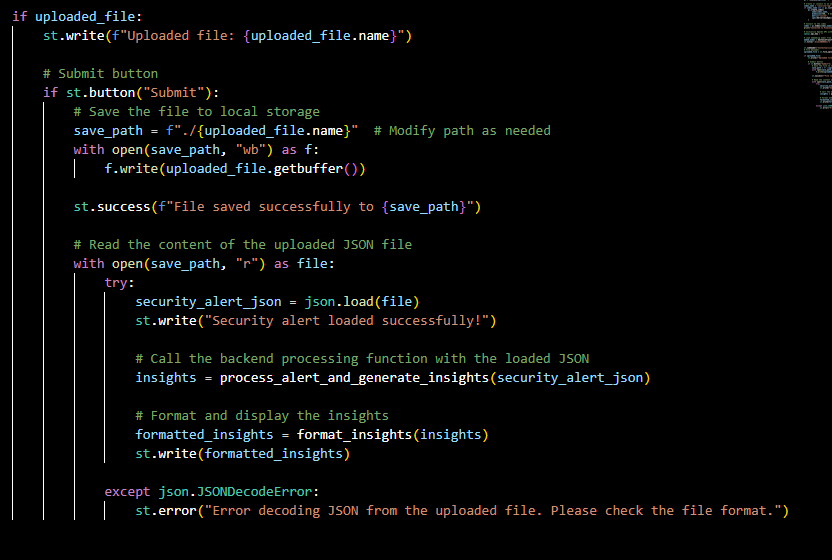 if uploaded_file:
    st.write(f"Uploaded file: {uploaded_file.name}")

    # Submit button
    if st.button("Submit"):
        # Save the file to local storage
        save_path = f"./{uploaded_file.name}"  # Modify path as needed
        with open(save_path, "wb") as f:
            f.write(uploaded_file.getbuffer())

        st.success(f"File saved successfully to {save_path}")

        # Read the content of the uploaded JSON file
        with open(save_path, "r") as file:
            try:
                security_alert_json = json.load(file)
                st.write("Security alert loaded successfully!")

                # Call the backend processing function with the loaded JSON
                insights = process_alert_and_generate_insights(security_alert_json)

                # Format and display the insights
                formatted_insights = format_insights(insights)
                st.write(formatted_insights)

            except json.JSONDecodeError:
                st.error("Error decoding JSON from the uploaded file. Please check the file format.")